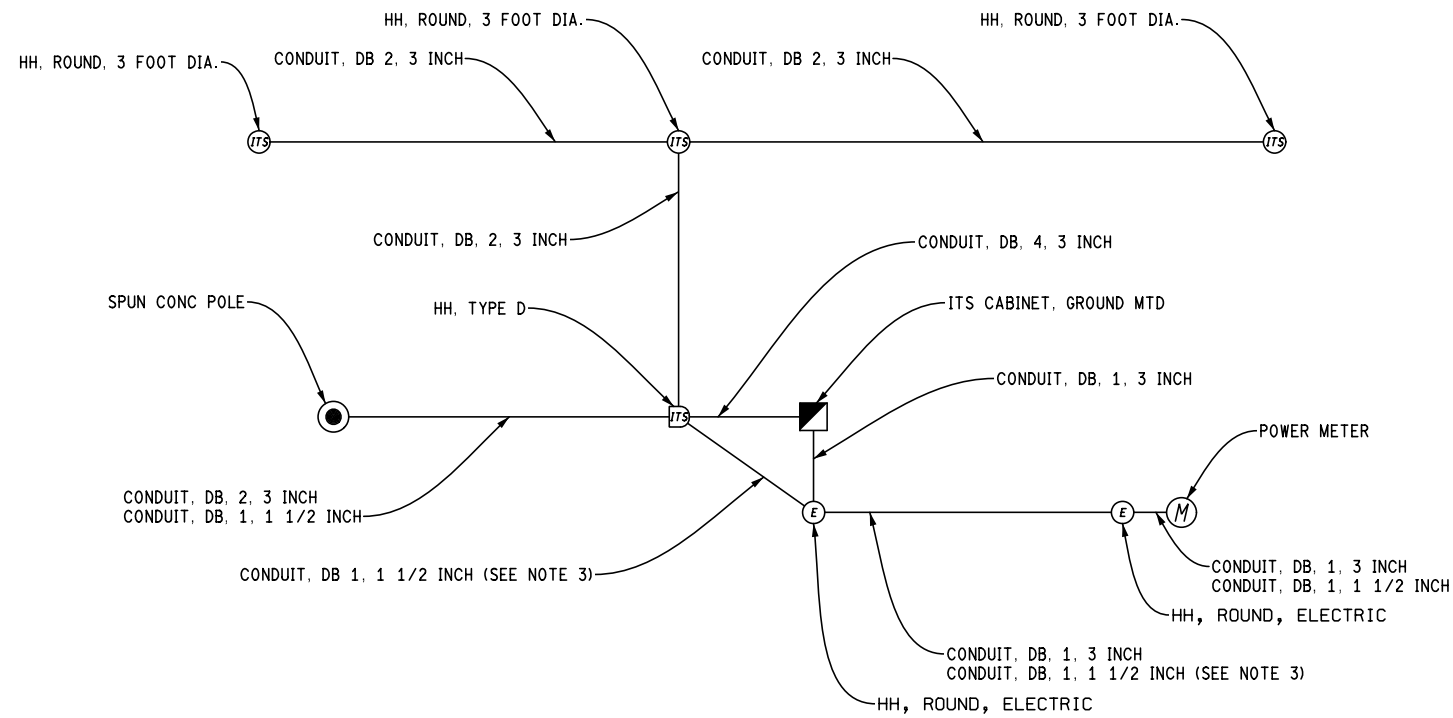 HH, ROUND, 3 FOOT DIA.
HH, ROUND, 3 FOOT DIA.
HH, ROUND, 3 FOOT DIA.
CONDUIT, DB 2, 3 INCH
CONDUIT, DB 2, 3 INCH
ITS
ITS
ITS
CONDUIT, DB, 2, 3 INCH
CONDUIT, DB, 4, 3 INCH
SPUN CONC POLE
HH, TYPE D
ITS CABINET, GROUND MTD
CONDUIT, DB, 1, 3 INCH
ITS
POWER METER
CONDUIT, DB, 2, 3 INCH
CONDUIT, DB, 1, 1 1/2 INCH
E
E
M
CONDUIT, DB 1, 1 1/2 INCH (SEE NOTE 3)
CONDUIT, DB, 1, 3 INCH
CONDUIT, DB, 1, 1 1/2 INCH
HH, ROUND, ELECTRIC
CONDUIT, DB, 1, 3 INCH
CONDUIT, DB, 1, 1 1/2 INCH (SEE NOTE 3)
HH, ROUND, ELECTRIC